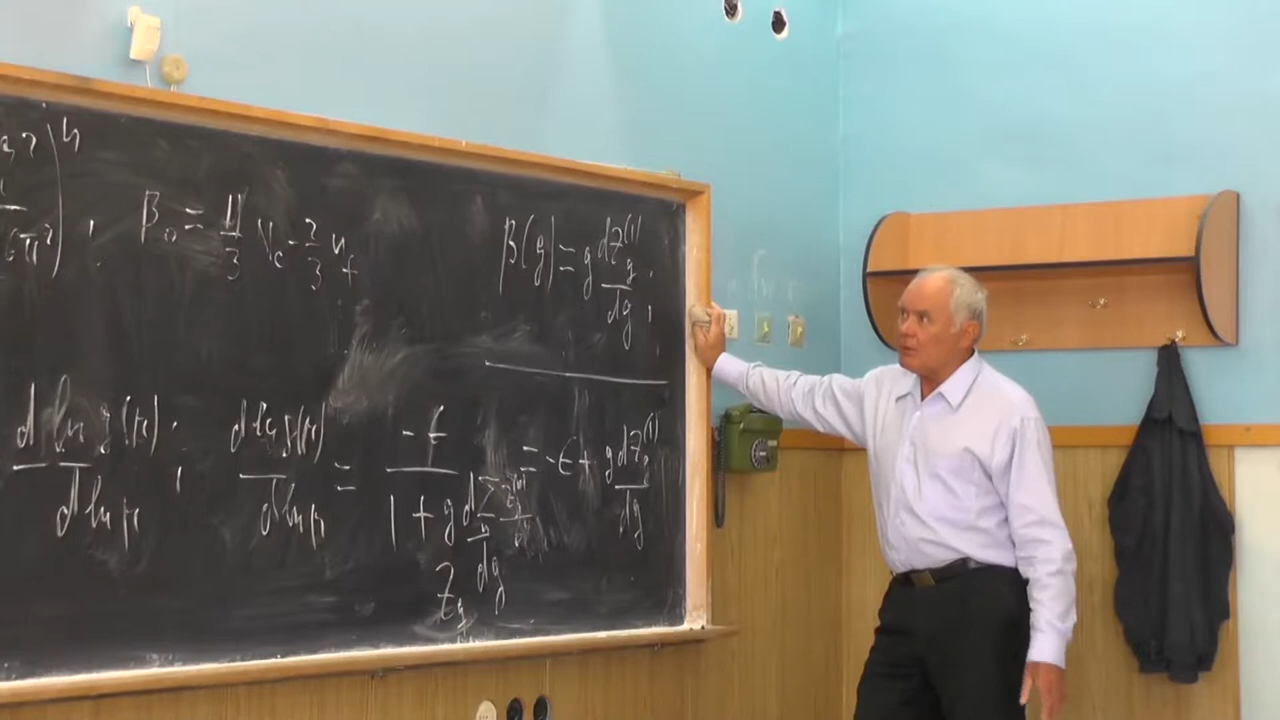 β₀ = 11/3 N_c - 2/3 n_f
β(g) = g dZ_g^(1)/dg ;
d ln g(μ)/d ln μ ; d ln g(μ)/d ln μ = -ϵ/(1 + g d Σ_n /dg) = -ϵ + g dZ_g^(1)/dg
Z_g